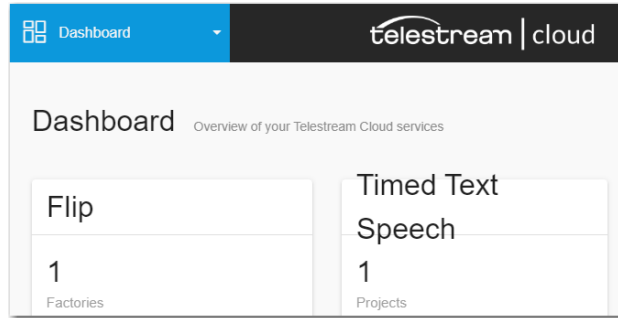 Dashboard
telestream | cloud
Dashboard Overview of your Telestream Cloud services
Flip
Timed Text
Speech
1
Factories
1
Projects